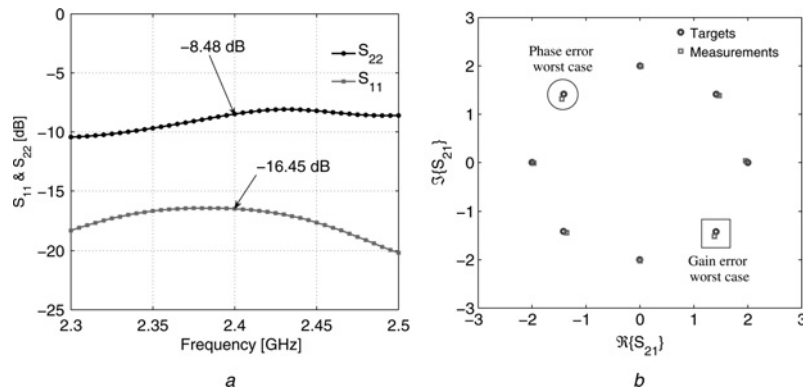 0
−5
−10
−15
−20
−25
S11 & S22 [dB]
2.3
2.35
2.4
2.45
2.5
Frequency [GHz]
−8.48 dB
−16.45 dB
S22
S11
a
3
2
1
0
−1
−2
−3
ℑ{S21}
−3
−2
−1
0
1
2
3
ℜ{S21}
Phase error
worst case
Targets
Measurements
Gain error
worst case
b